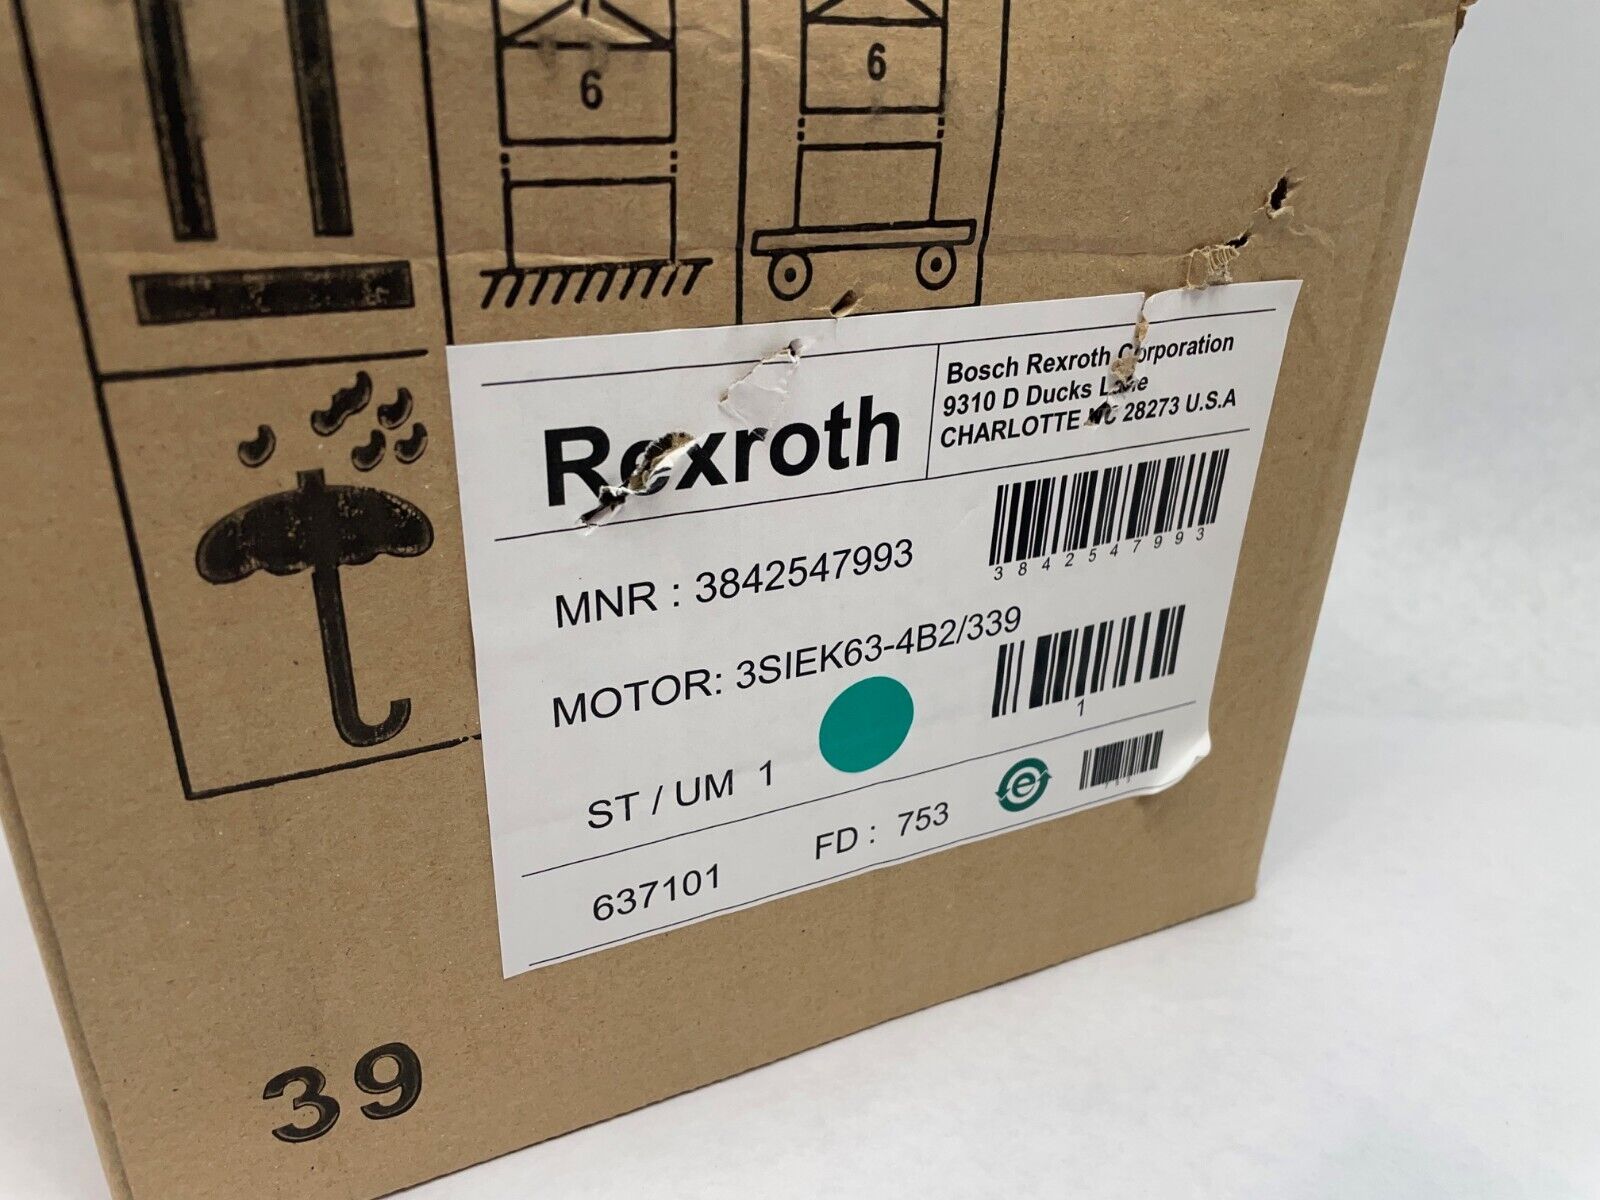 6
6
Rexroth
Bosch Rexroth Corporation
9310 D Ducks Lane
CHARLOTTE NC 28273 U.S.A
MNR : 3842547993
3842547993
MOTOR: 3SIEK63-4B2/339
1
ST / UM 1
e
637101
FD : 753
39